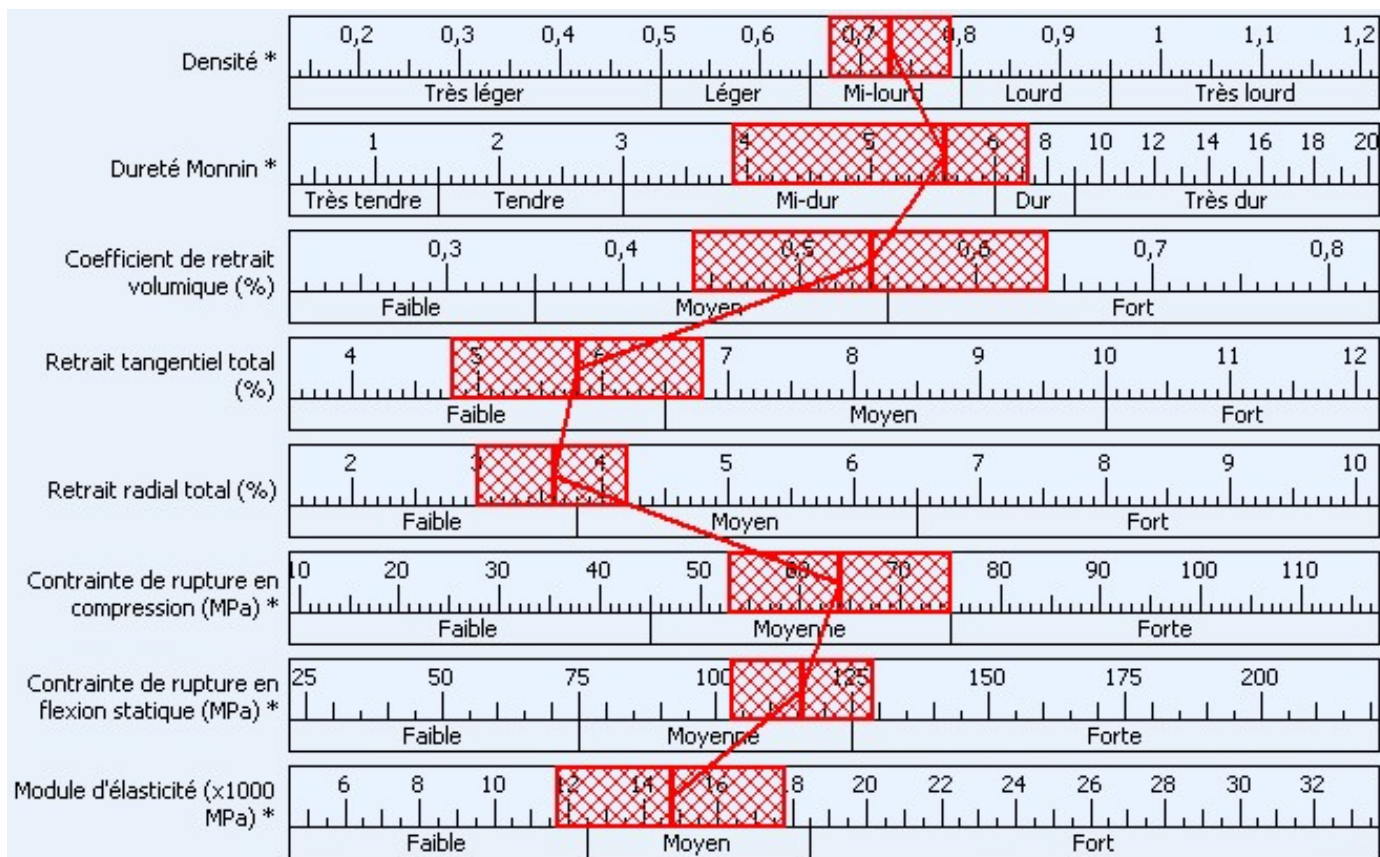 0,2 0,3 0,4 0,5 0,6 0,7 0,8 0,9 1 1,1 1,2
Densité *
Très léger Léger Mi-lourd Lourd Très lourd
1 2 3 4 5 6 8 10 12 14 16 18 20
Dureté Monnin *
Très tendre Tendre Mi-dur Dur Très dur
0,3 0,4 0,5 0,6 0,7 0,8
Coefficient de retrait
volumique (%)
Faible Moyen Fort
4 5 6 7 8 9 10 11 12
Retrait tangentiel total
(%)
Faible Moyen Fort
2 3 4 5 6 7 8 9 10
Retrait radial total (%)
Faible Moyen Fort
10 20 30 40 50 60 70 80 90 100 110
Contrainte de rupture en
compression (MPa) *
Faible Moyenne Forte
25 50 75 100 125 150 175 200
Contrainte de rupture en
flexion statique (MPa) *
Faible Moyenne Forte
6 8 10 12 14 16 18 20 22 24 26 28 30 32
Module d'élasticité (x1000
MPa) *
Faible Moyen Fort